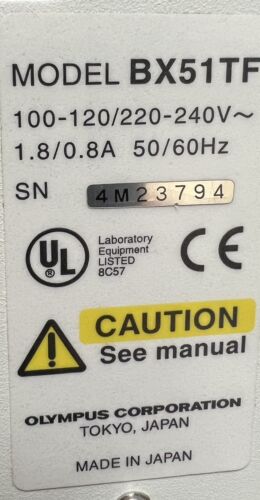 MODEL BX51TF
100-120/220-240V～
1.8/0.8A 50/60Hz
SN 4M23794
UL
®
Laboratory
Equipment
LISTED
8C57
CE
CAUTION
See manual
OLYMPUS CORPORATION
TOKYO, JAPAN
MADE IN JAPAN